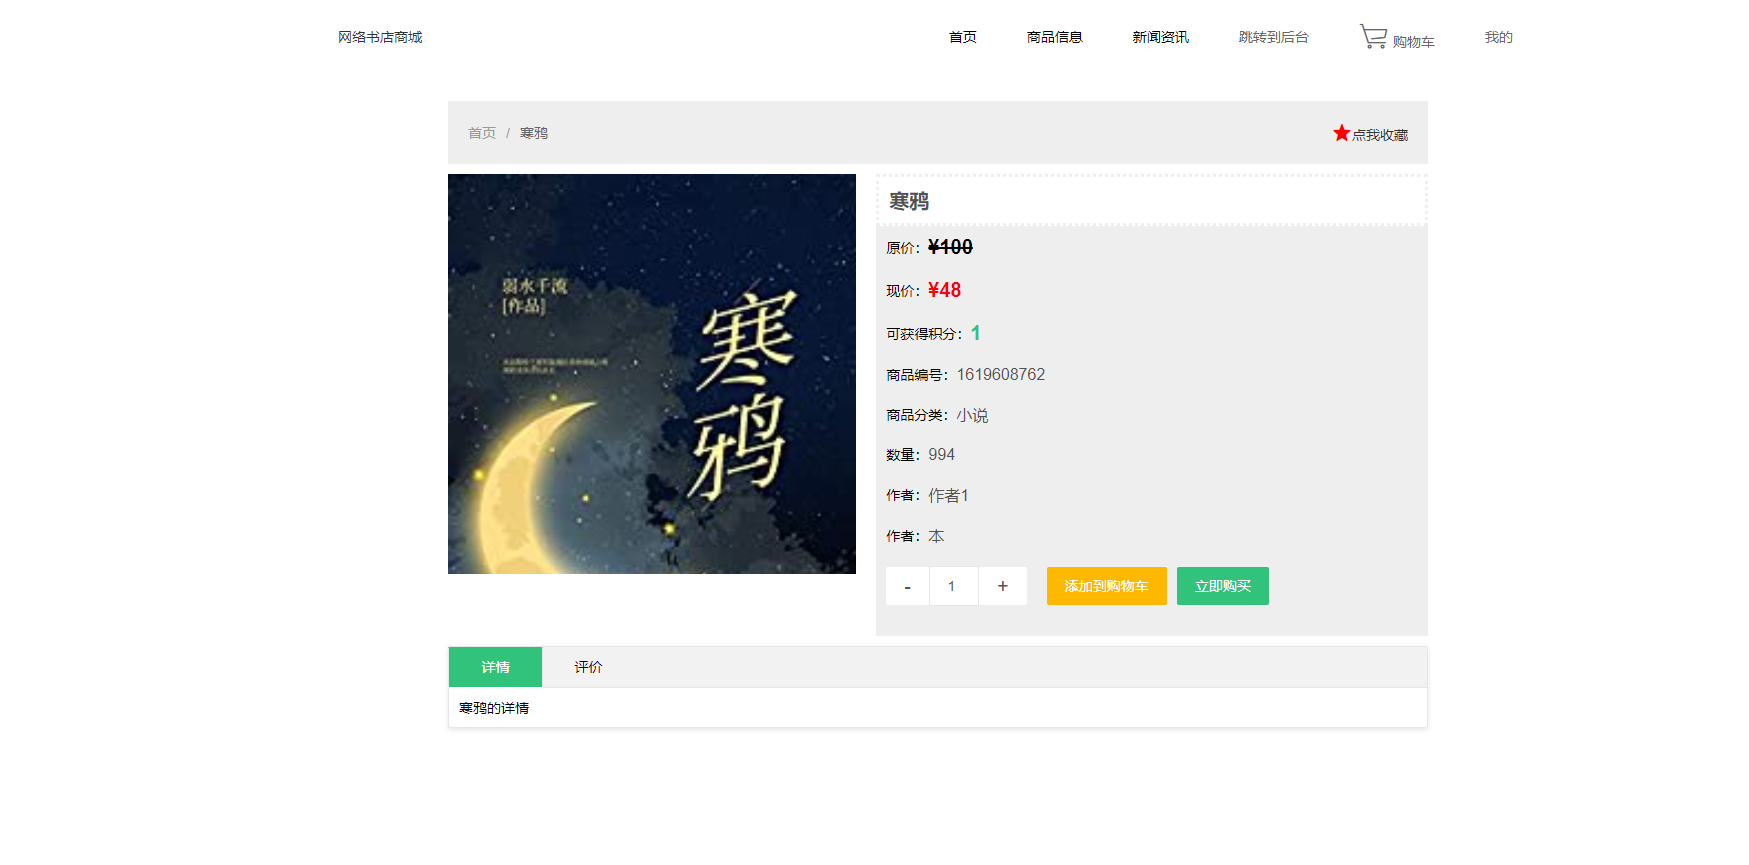 网络书店商城
首页
商品信息
新闻资讯
跳转到后台
购物车
我的
首页 / 寒鸦
点我收藏
弱水千流
[作品]
寒鸦
寒鸦
原价：¥100
现价：¥48
可获得积分：1
商品编号：1619608762
商品分类：小说
数量：994
作者：作者1
作者：本
- 1 +
添加到购物车
立即购买
详情
评价
寒鸦的详情